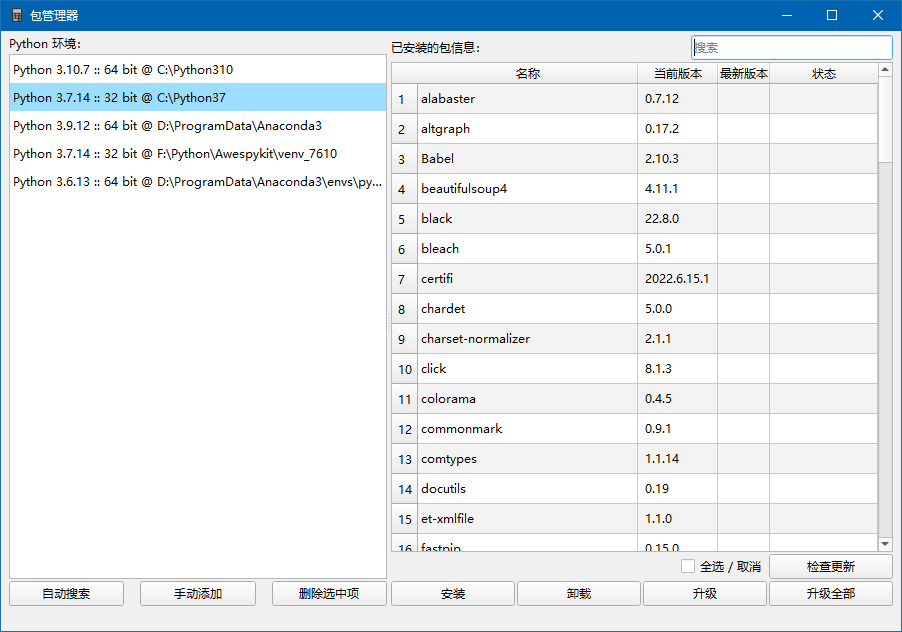 包管理器
Python 环境:
Python 3.10.7 :: 64 bit @ C:\Python310
Python 3.7.14 :: 32 bit @ C:\Python37
Python 3.9.12 :: 64 bit @ D:\ProgramData\Anaconda3
Python 3.7.14 :: 32 bit @ F:\Python\Awespykit\venv_7610
Python 3.6.13 :: 64 bit @ D:\ProgramData\Anaconda3\envs\py...
自动搜索 手动添加 删除选中项
已安装的包信息: 搜索
名称 当前版本 最新版本 状态
1 alabaster 0.7.12
2 altgraph 0.17.2
3 Babel 2.10.3
4 beautifulsoup4 4.11.1
5 black 22.8.0
6 bleach 5.0.1
7 certifi 2022.6.15.1
8 chardet 5.0.0
9 charset-normalizer 2.1.1
10 click 8.1.3
11 colorama 0.4.5
12 commonmark 0.9.1
13 comtypes 1.1.14
14 docutils 0.19
15 et-xmlfile 1.1.0
16 fastpip 0.15.0
全选 / 取消 检查更新
安装 卸载 升级 升级全部